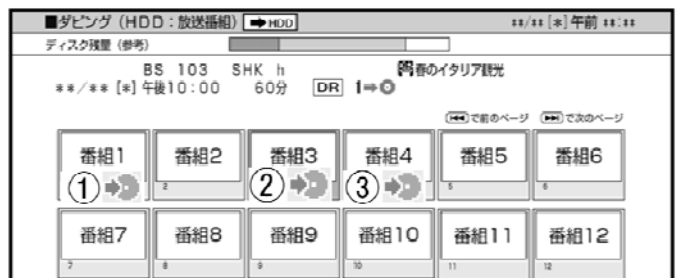 ■ダビング (HDD：放送番組) ➡HDD **/** [*] 午前 **:**
ディスク残量 (参考)
BS 103 SHK h 春のイタリア観光
**/** [*] 午後10:00 60分 DR 1⇒
⏮で前のページ ⏭で次のページ
番組1 番組2 番組3 番組4 番組5 番組6
① 2 ② ③ 5 6
番組7 番組8 番組9 番組10 番組11 番組12
7 8 9 10 11 12